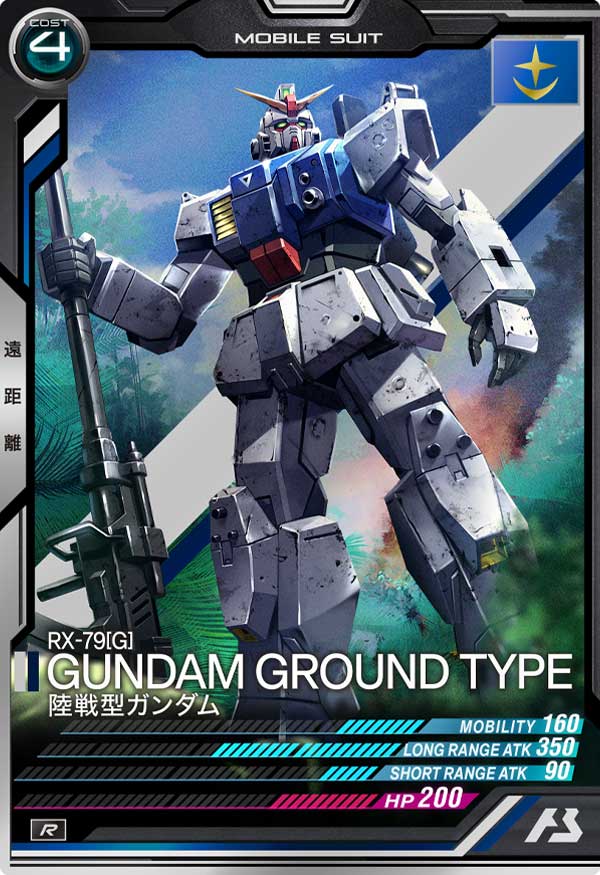 COST
4
MOBILE SUIT
遠距離
RX-79[G]
GUNDAM GROUND TYPE
陸戦型ガンダム
MOBILITY 160
LONG RANGE ATK 350
SHORT RANGE ATK 90
HP 200
R